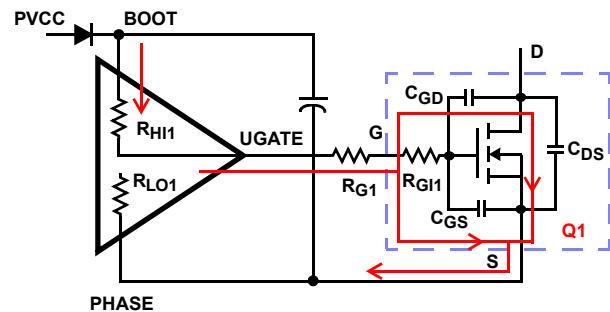 PVCC
BOOT
D
CGD
RHI1
UGATE
G
CDS
RLO1
RG1
RGI1
CGS
Q1
S
PHASE